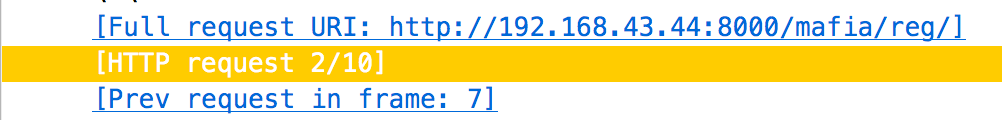 [Full request URI: http://192.168.43.44:8000/mafia/reg/]
[HTTP request 2/10]
[Prev request in frame: 7]